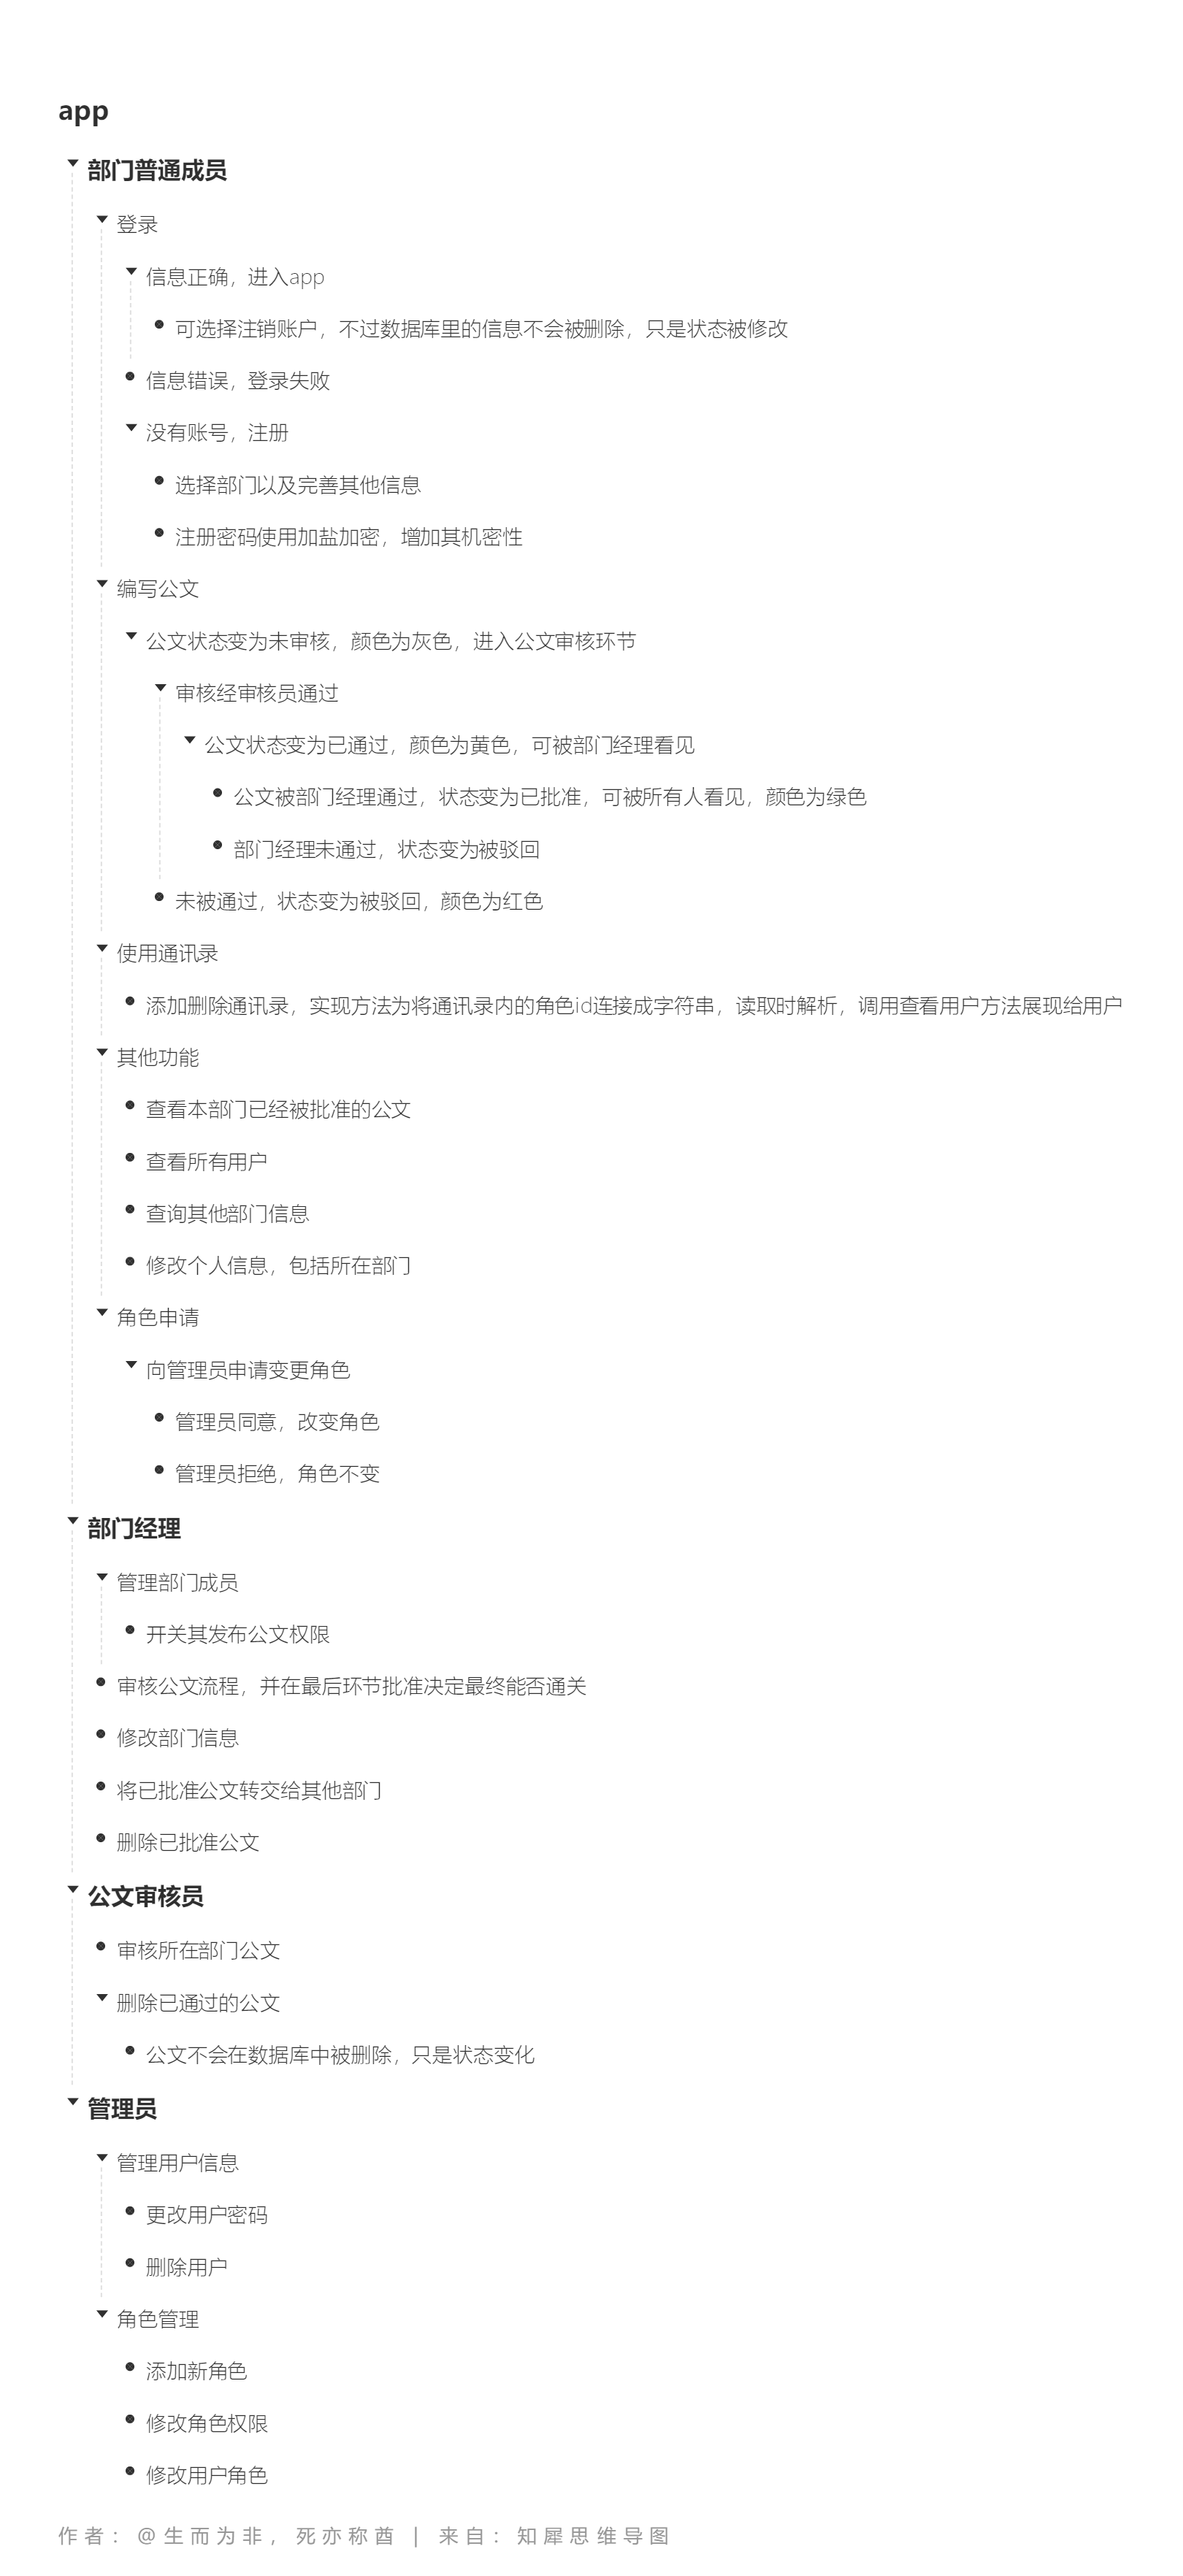 app
部门普通成员
登录
信息正确，进入app
可选择注销账户，不过数据库里的信息不会被删除，只是状态被修改
信息错误，登录失败
没有账号，注册
选择部门以及完善其他信息
注册密码使用加盐加密，增加其机密性
编写公文
公文状态变为未审核，颜色为灰色，进入公文审核环节
审核经审核员通过
公文状态变为已通过，颜色为黄色，可被部门经理看见
公文被部门经理通过，状态变为已批准，可被所有人看见，颜色为绿色
部门经理未通过，状态变为被驳回
未被通过，状态变为被驳回，颜色为红色
使用通讯录
添加删除通讯录，实现方法为将通讯录内的角色id连接成字符串，读取时解析，调用查看用户方法展现给用户
其他功能
查看本部门已经被批准的公文
查看所有用户
查询其他部门信息
修改个人信息，包括所在部门
角色申请
向管理员申请变更角色
管理员同意，改变角色
管理员拒绝，角色不变
部门经理
管理部门成员
开关其发布公文权限
审核公文流程，并在最后环节批准决定最终能否通关
修改部门信息
将已批准公文转交给其他部门
删除已批准公文
公文审核员
审核所在部门公文
删除已通过的公文
公文不会在数据库中被删除，只是状态变化
管理员
管理用户信息
更改用户密码
删除用户
角色管理
添加新角色
修改角色权限
修改用户角色
作者：@生而为非，死亦称酋 | 来自：知犀思维导图